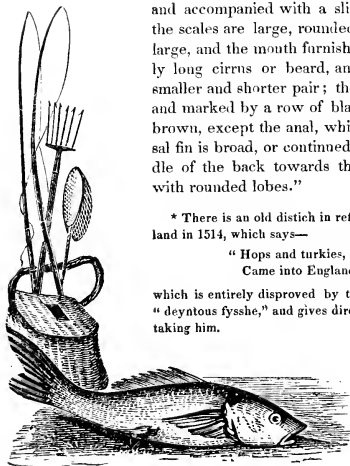 and accompanied with a sli
the scales are large, rounded
large, and the mouth furnish
ly long cirrus or beard, an
smaller and shorter pair; th
and marked by a row of bla
brown, except the anal, whi
sal fin is broad, or continued
dle of the back towards th
with rounded lobes.”
* There is an old distich in ref
land in 1514, which says—
“ Hops and turkies,
Came into England
which is entirely disproved by t
“ deyntous fysshe,” and gives dire
taking him.